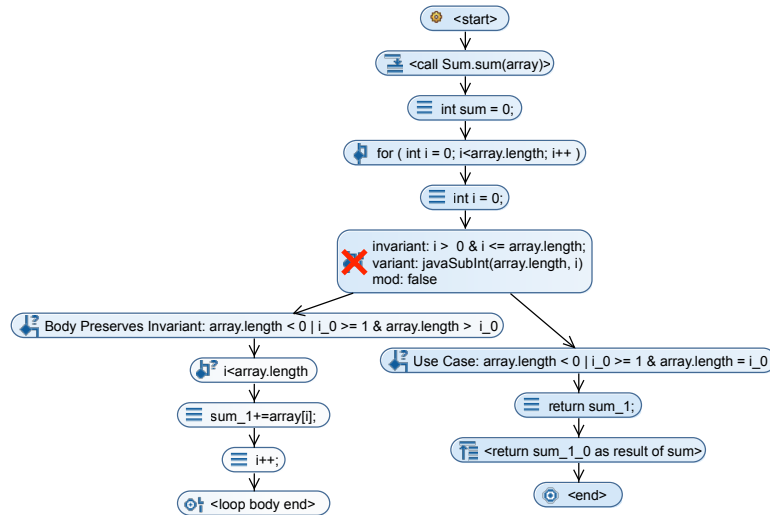 <start>
<call Sum.sum(array)>
int sum = 0;
for ( int i = 0; i<array.length; i++ )
int i = 0;
invariant: i > 0 & i <= array.length;
variant: javaSubInt(array.length, i)
mod: false
Body Preserves Invariant: array.length < 0 | i_0 >= 1 & array.length > i_0
Use Case: array.length < 0 | i_0 >= 1 & array.length = i_0
i<array.length
return sum_1;
sum_1+=array[i];
<return sum_1_0 as result of sum>
i++;
<end>
<loop body end>